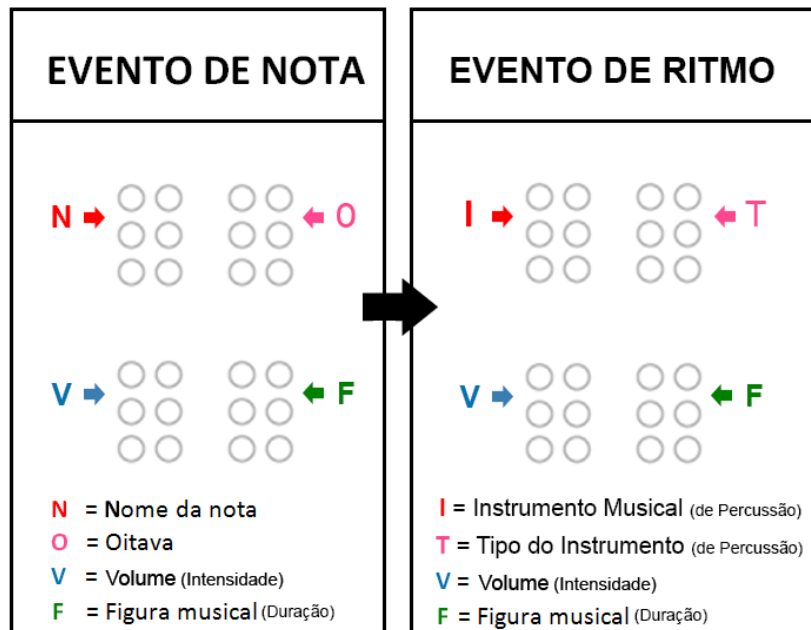 EVENTO DE NOTA
N
O
V
F
N = Nome da nota
O = Oitava
V = Volume (Intensidade)
F = Figura musical (Duração)
EVENTO DE RITMO
I
T
V
F
I = Instrumento Musical (de Percussão)
T = Tipo do Instrumento (de Percussão)
V = Volume (Intensidade)
F = Figura musical (Duração)